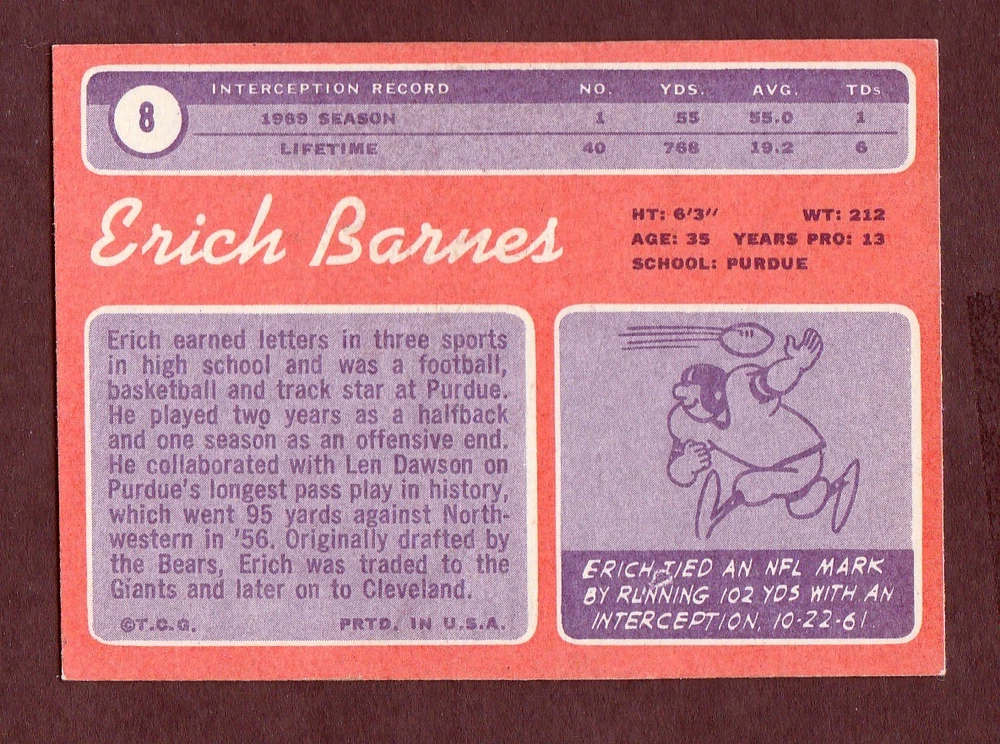 INTERCEPTION RECORD NO. YDS. AVG. TDs
8
1969 SEASON 1 55 55.0 1
LIFETIME 40 768 19.2 6
Erich Barnes
HT: 6'3" WT: 212
AGE: 35 YEARS PRO: 13
SCHOOL: PURDUE
Erich earned letters in three sports
in high school and was a football,
basketball and track star at Purdue.
He played two years as a halfback
and one season as an offensive end.
He collaborated with Len Dawson on
Purdue's longest pass play in history,
which went 95 yards against North-
western in '56. Originally drafted by
the Bears, Erich was traded to the
Giants and later on to Cleveland.
©T.C.G. PRTD. IN U.S.A.
ERICH TIED AN NFL MARK
BY RUNNING 102 YDS WITH AN
INTERCEPTION, 10-22-61.